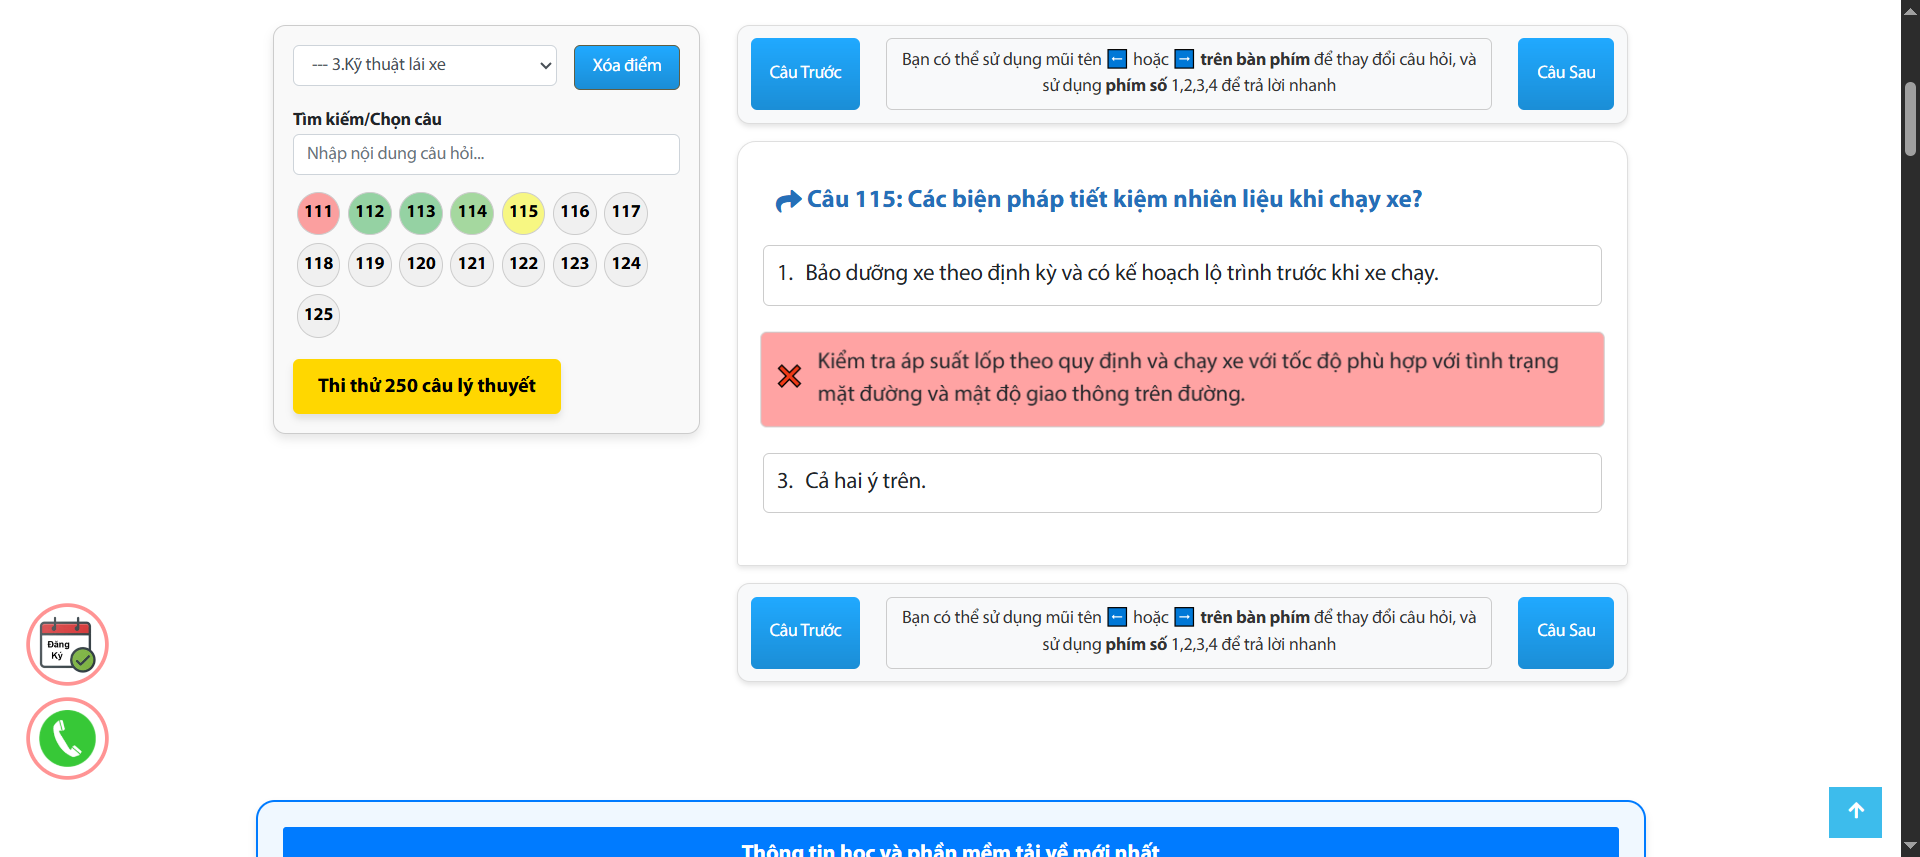 --- 3.Kỹ thuật lái xe
Xóa điểm
Tìm kiếm/Chọn câu
Nhập nội dung câu hỏi...
111 112 113 114 115 116 117
118 119 120 121 122 123 124
125
Thi thử 250 câu lý thuyết
Câu Trước
Bạn có thể sử dụng mũi tên ← hoặc → trên bàn phím để thay đổi câu hỏi, và
sử dụng phím số 1,2,3,4 để trả lời nhanh
Câu Sau
Câu 115: Các biện pháp tiết kiệm nhiên liệu khi chạy xe?
1. Bảo dưỡng xe theo định kỳ và có kế hoạch lộ trình trước khi xe chạy.
Kiểm tra áp suất lốp theo quy định và chạy xe với tốc độ phù hợp với tình trạng
mặt đường và mật độ giao thông trên đường.
3. Cả hai ý trên.
Câu Trước
Bạn có thể sử dụng mũi tên ← hoặc → trên bàn phím để thay đổi câu hỏi, và
sử dụng phím số 1,2,3,4 để trả lời nhanh
Câu Sau
Đăng
Ký
Thông tin học và phần mềm tải về mới nhất